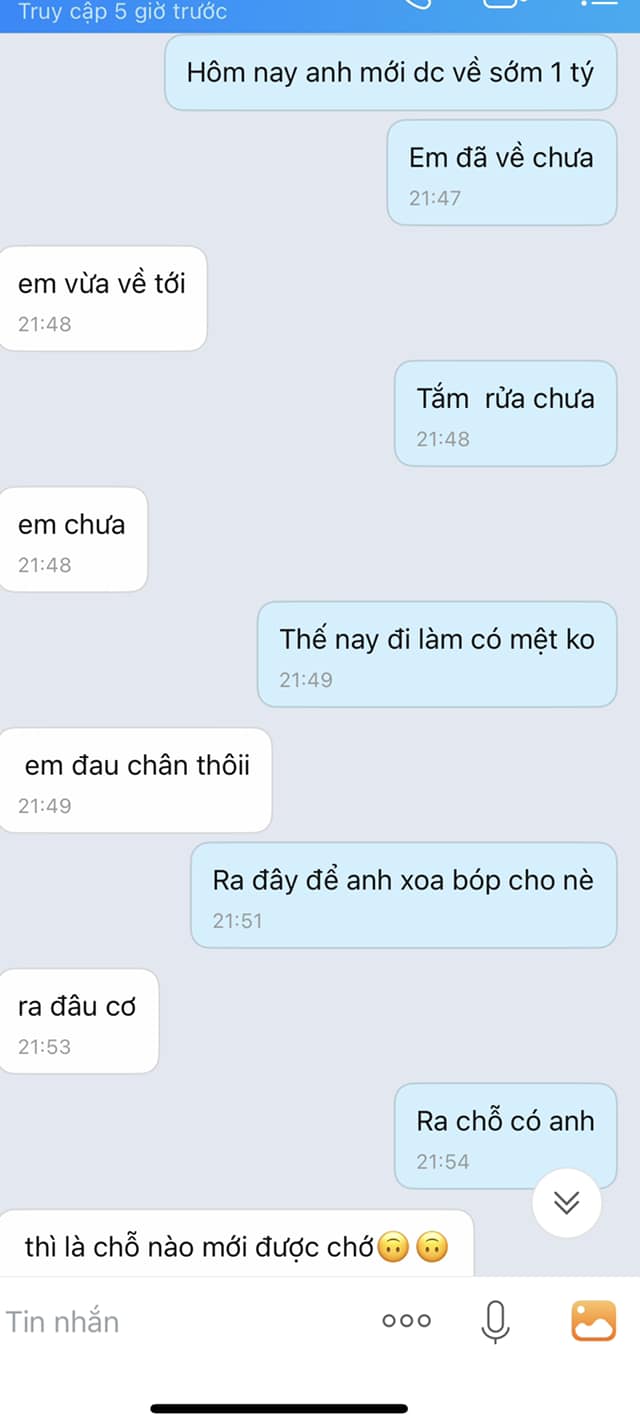 Truy cập 5 giờ trước
Hôm nay anh mới dc về sớm 1 tý
Em đã về chưa
21:47
em vừa về tới
21:48
Tắm rửa chưa
21:48
em chưa
21:48
Thế nay đi làm có mệt ko
21:49
em đau chân thôii
21:49
Ra đây để anh xoa bóp cho nè
21:51
ra đâu cơ
21:53
Ra chỗ có anh
21:54
thì là chỗ nào mới được chớ🙃🙃
Tin nhắn